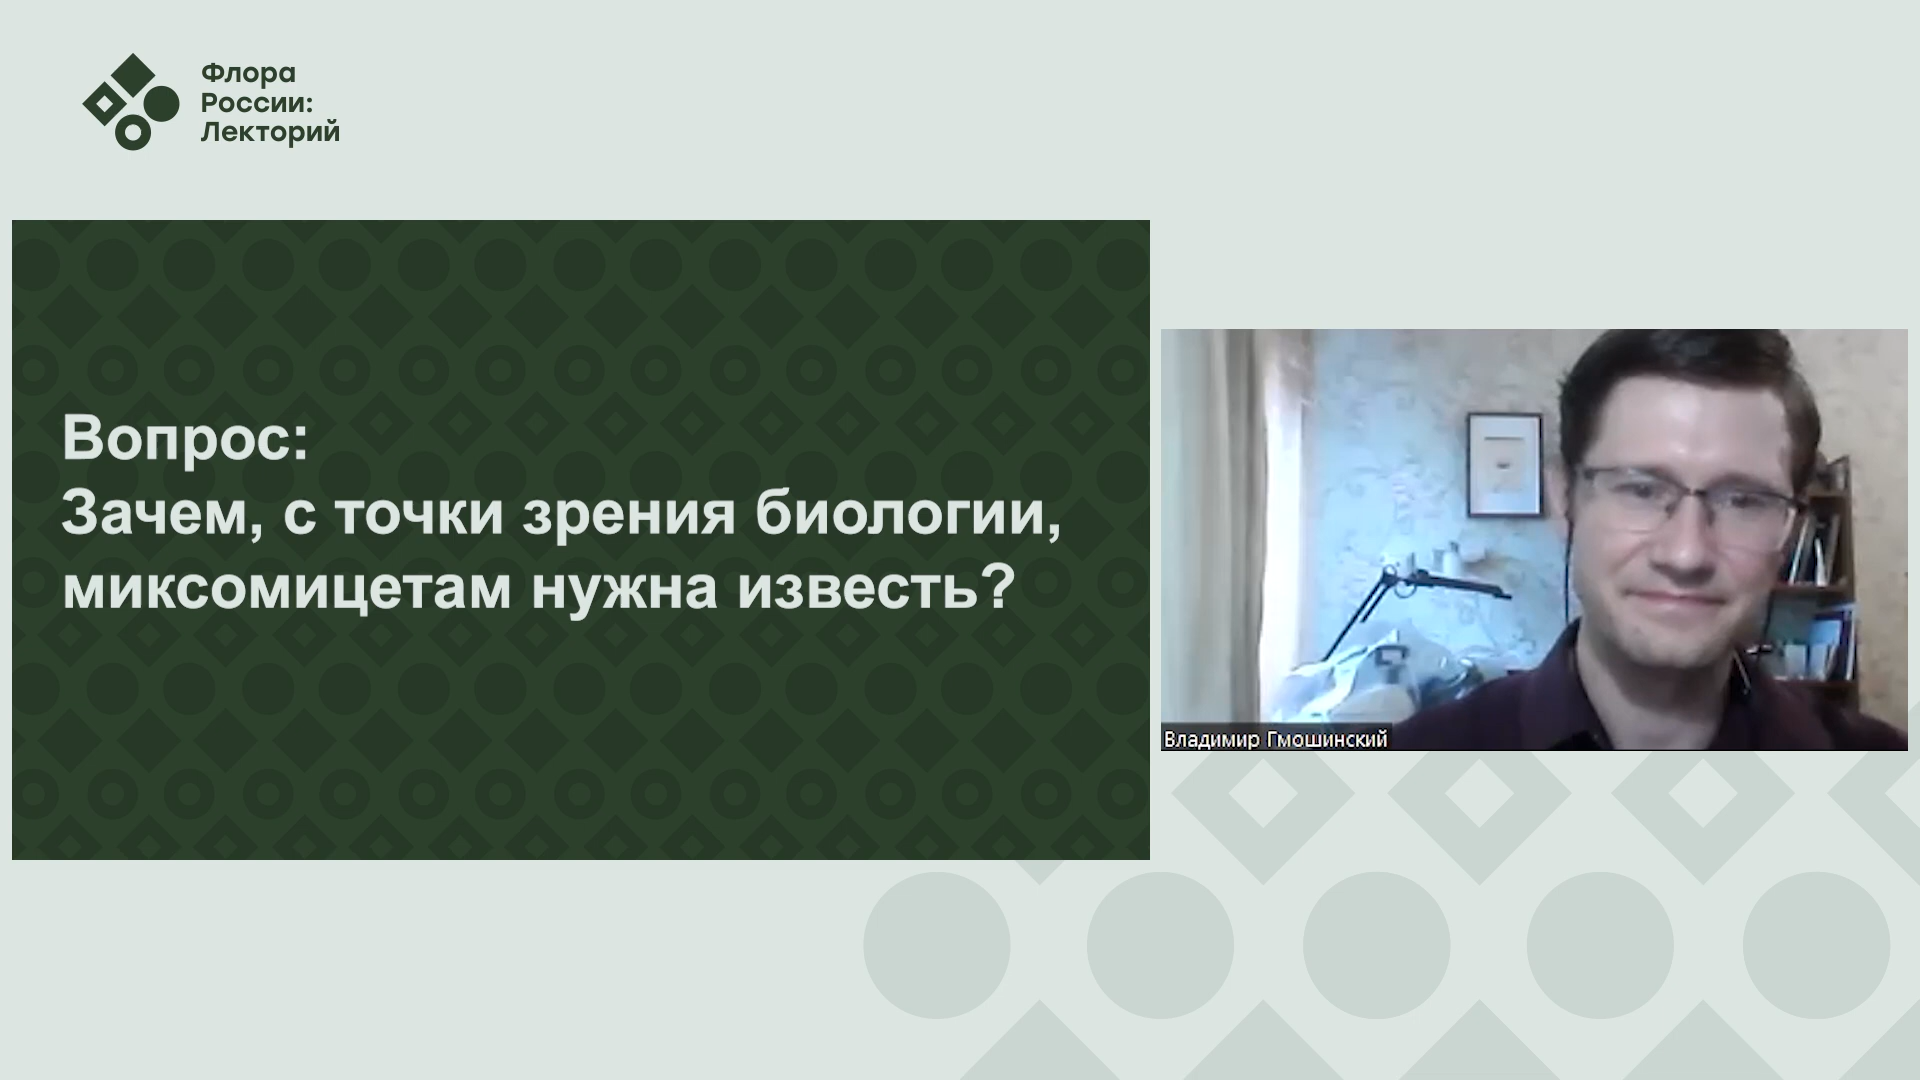 Флора
России:
Лекторий
Вопрос:
Зачем, с точки зрения биологии,
миксомицетам нужна известь?
Владимир Гмошинский